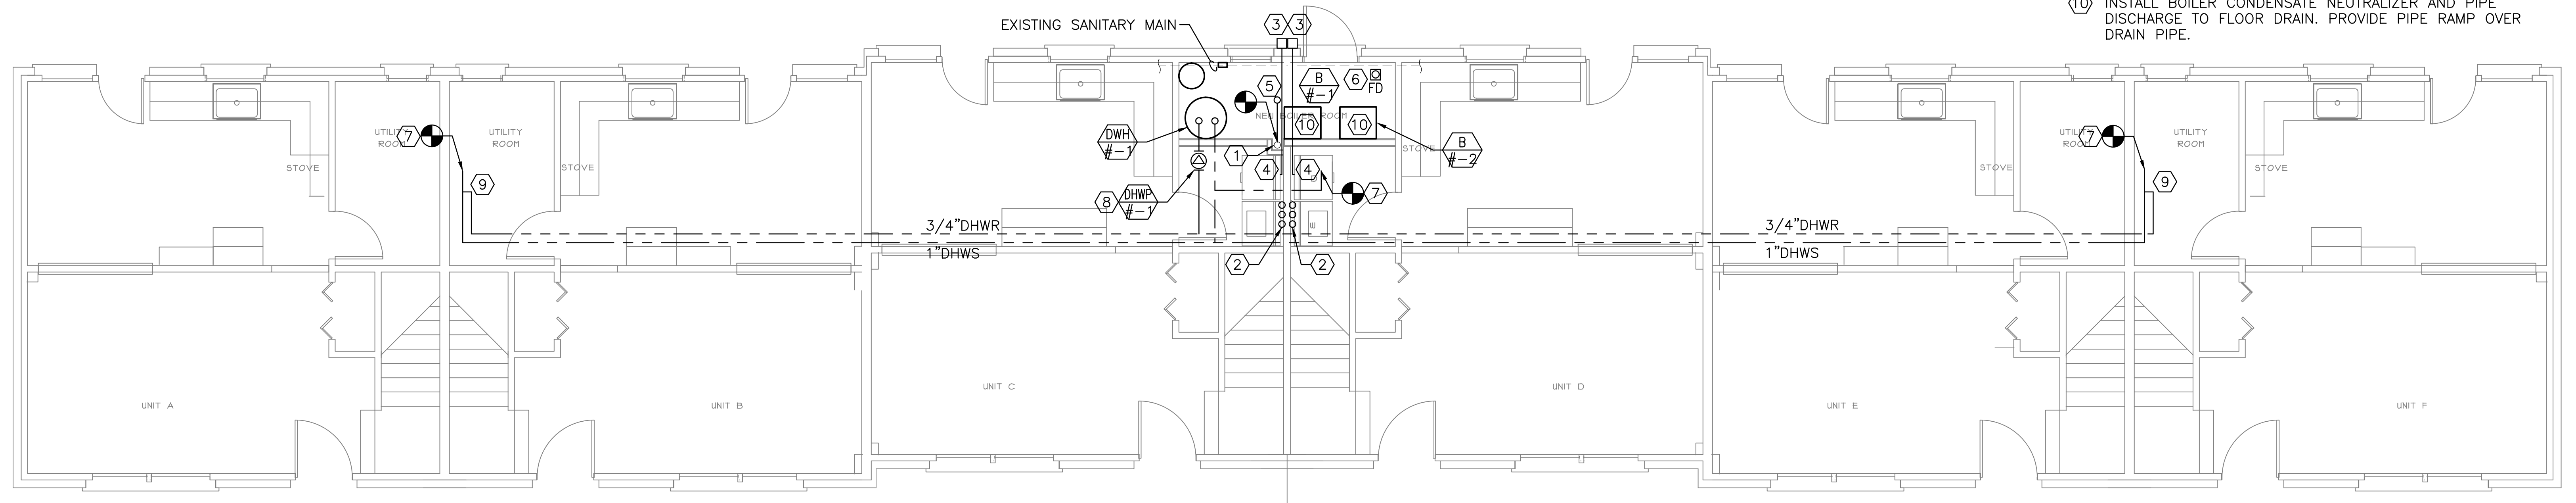 10 INSTALL BOILER CONDENSATE NEUTRALIZER AND PIPE
DISCHARGE TO FLOOR DRAIN. PROVIDE PIPE RAMP OVER
DRAIN PIPE.
EXISTING SANITARY MAIN
3 3
5
B
#-1
6
FD
NEW BOILER ROOM
10
10
DWH
#-1
1
4
4
B
#-2
8
DHWP
#-1
7
2
2
7
UTILITY
ROOM
UTILITY
ROOM
STOVE
STOVE
9
STOVE
STOVE
7
UTILITY
ROOM
UTILITY
ROOM
STOVE
9
3/4"DHWR
1"DHWS
3/4"DHWR
1"DHWS
D
E
UNIT A
UNIT B
UNIT C
UNIT D
UNIT E
UNIT F